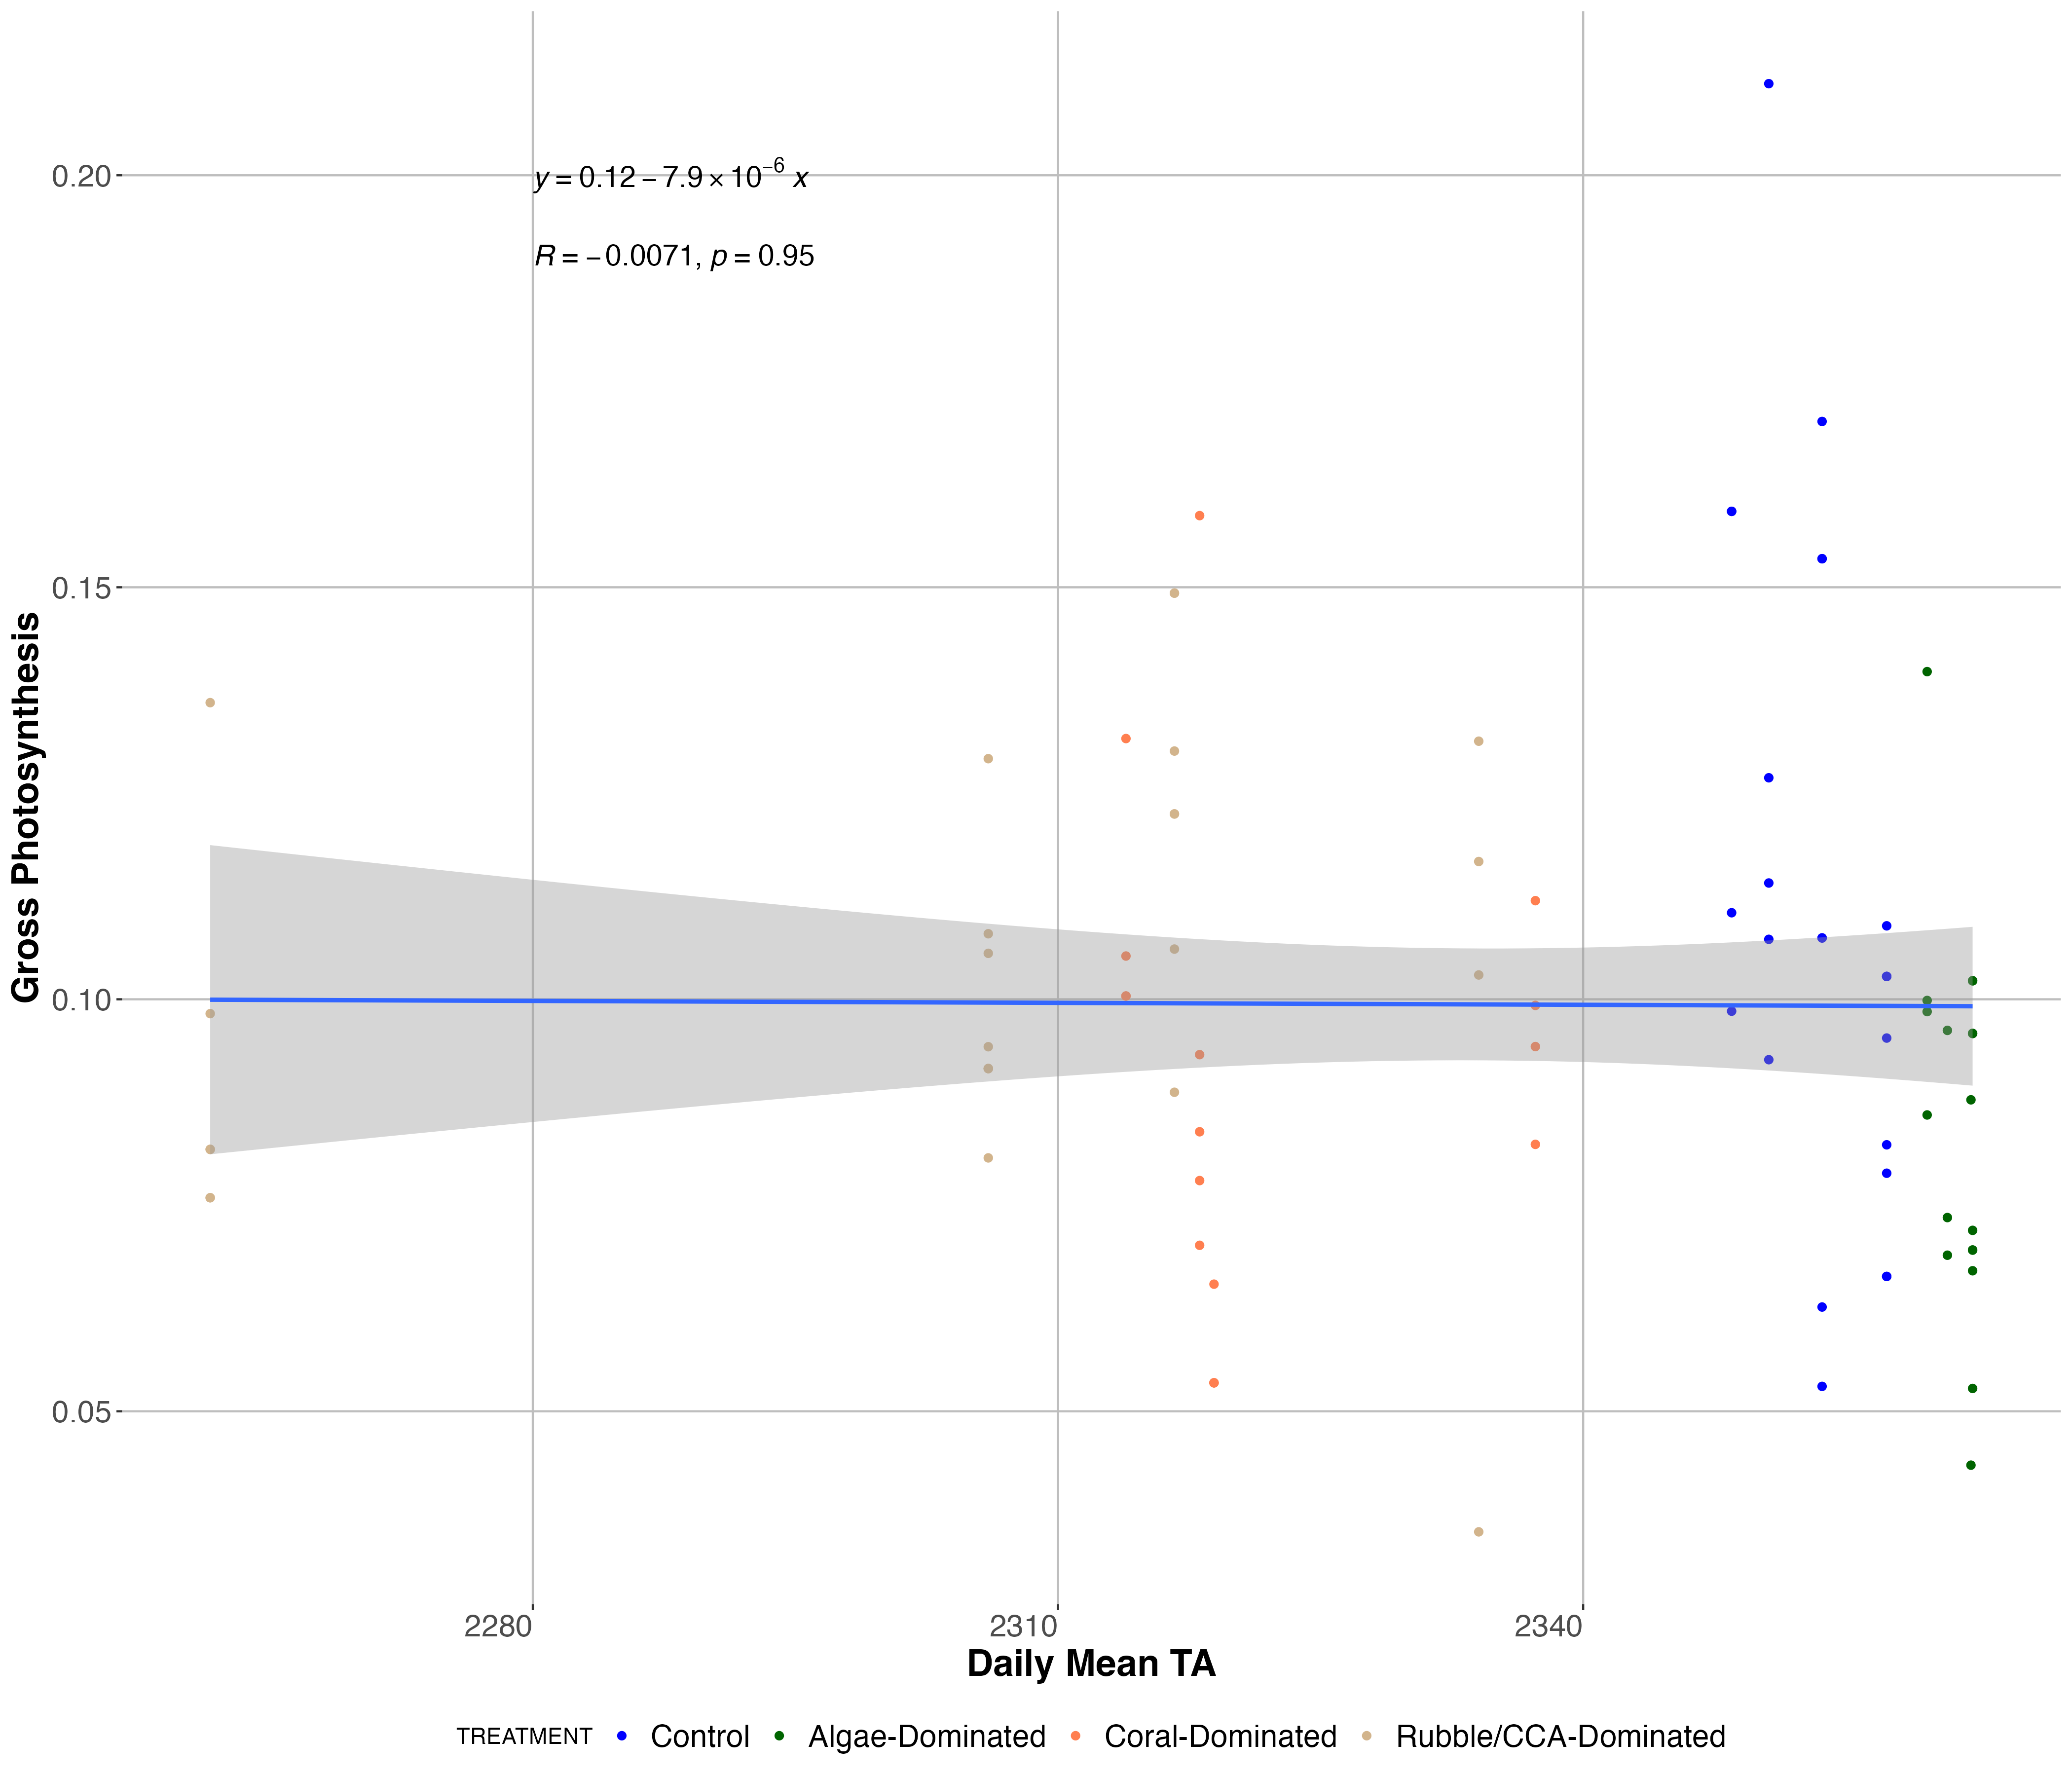 y = 0.12 − 7.9 × 10⁻⁶ x
R = − 0.0071, p = 0.95
0.20
0.15
0.10
0.05
Gross Photosynthesis
2280 2310 2340
Daily Mean TA
TREATMENT Control Algae-Dominated Coral-Dominated Rubble/CCA-Dominated